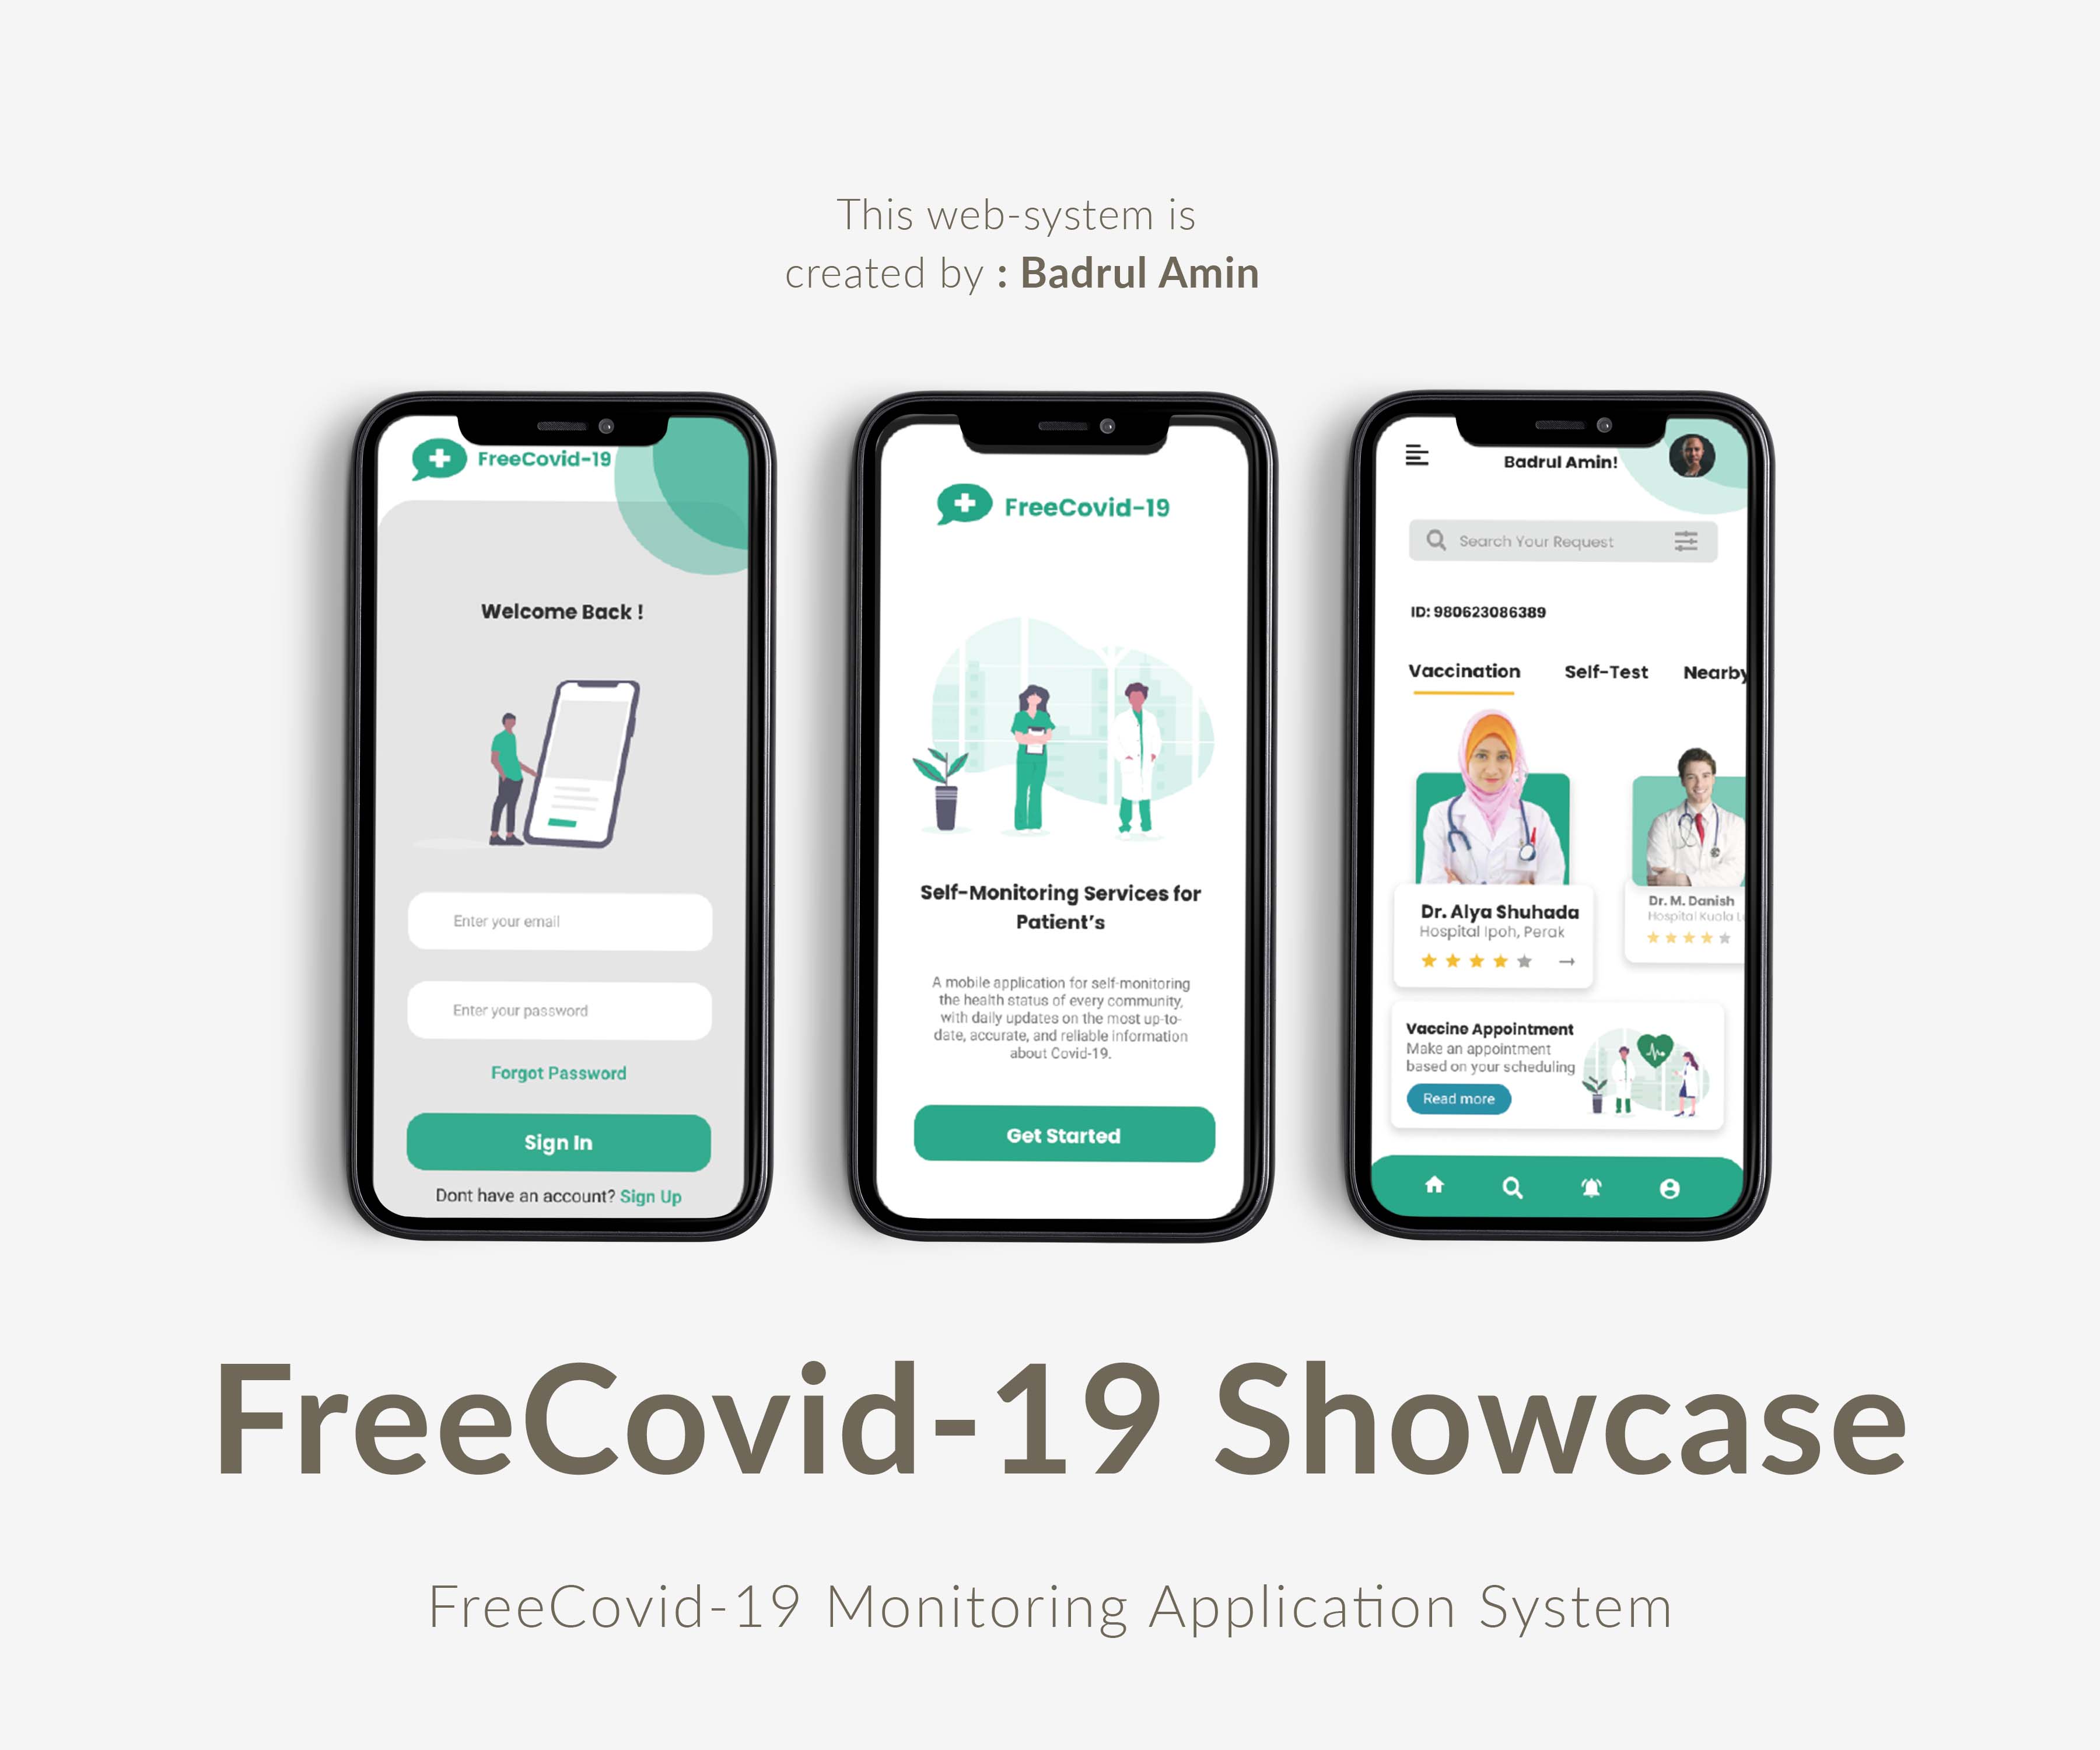 This web-system is
created by : Badrul Amin
FreeCovid-19
Welcome Back !
Enter your email
Enter your password
Forgot Password
Sign In
Dont have an account? Sign Up
FreeCovid-19
Self-Monitoring Services for
Patient's
A mobile application for self-monitoring
the health status of every community,
with daily updates on the most up-to-
date, accurate, and reliable information
about Covid-19.
Get Started
Badrul Amin!
Search Your Request
ID: 980623086389
Vaccination Self-Test Nearby
Dr. Alya Shuhada
Hospital Ipoh, Perak
Dr. M. Danish
Hospital Kuala L
Vaccine Appointment
Make an appointment
based on your scheduling
Read more
FreeCovid-19 Showcase
FreeCovid-19 Monitoring Application System